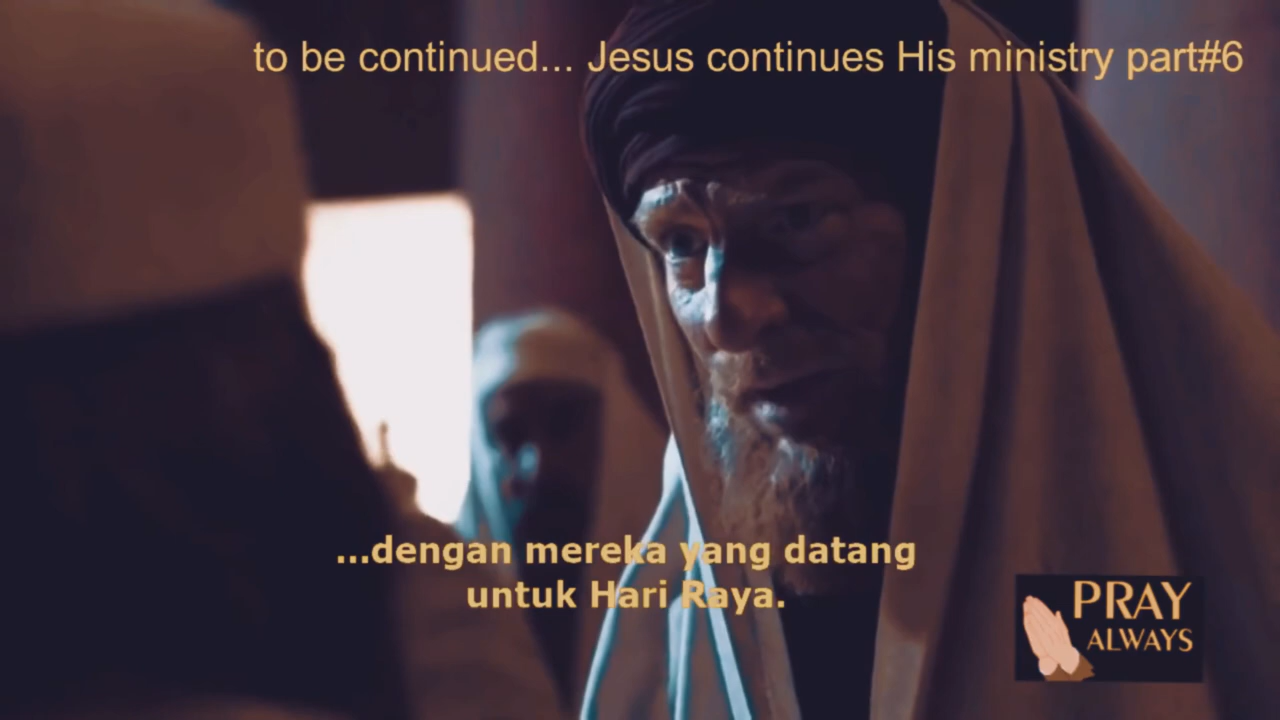 to be continued... Jesus continues His ministry part#6
...dengan mereka yang datang
untuk Hari Raya.
PRAY
ALWAYS